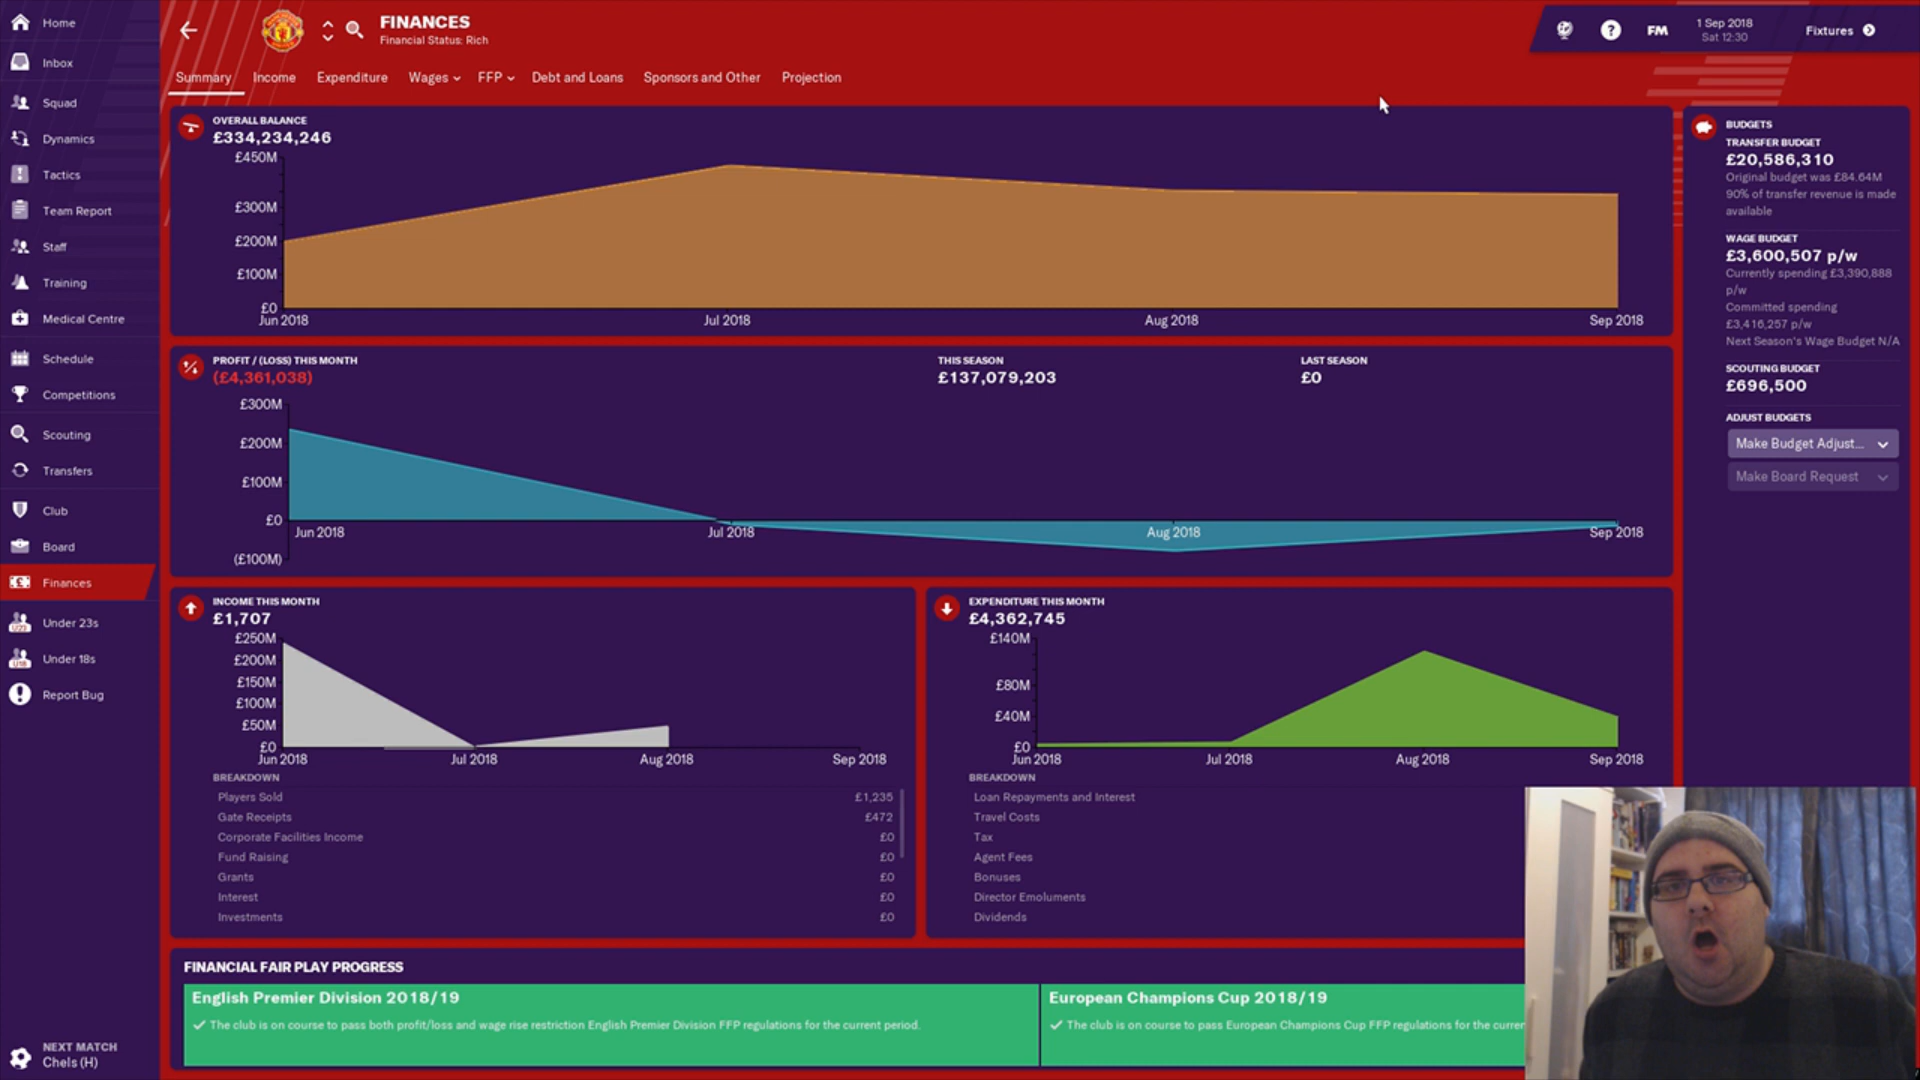 Home
Inbox
Squad
Dynamics
Tactics
Team Report
Staff
Training
Medical Centre
Schedule
Competitions
Scouting
Transfers
Club
Board
Finances
Under 23s
Under 18s
Report Bug
NEXT MATCH
Chels (H)
FINANCES
Financial Status: Rich
FM
1 Sep 2018
Sat 12:30
Fixtures
Summary Income Expenditure Wages FFP Debt and Loans Sponsors and Other Projection
OVERALL BALANCE
£334,234,246
£450M
£300M
£200M
£100M
£0
Jun 2018 Jul 2018 Aug 2018 Sep 2018
PROFIT / (LOSS) THIS MONTH
(£4,361,038)
THIS SEASON
£137,079,203
LAST SEASON
£0
£300M
£200M
£100M
£0
(£100M)
Jun 2018 Jul 2018 Aug 2018 Sep 2018
INCOME THIS MONTH
£1,707
£250M
£200M
£150M
£100M
£50M
£0
Jun 2018 Jul 2018 Aug 2018 Sep 2018
BREAKDOWN
Players Sold £1,235
Gate Receipts £472
Corporate Facilities Income £0
Fund Raising £0
Grants £0
Interest £0
Investments £0
EXPENDITURE THIS MONTH
£4,362,745
£140M
£80M
£40M
£0
Jun 2018 Jul 2018 Aug 2018 Sep 2018
BREAKDOWN
Loan Repayments and Interest
Travel Costs
Tax
Agent Fees
Bonuses
Director Emoluments
Dividends
FINANCIAL FAIR PLAY PROGRESS
English Premier Division 2018/19
The club is on course to pass both profit/loss and wage rise restriction English Premier Division FFP regulations for the current period.
European Champions Cup 2018/19
The club is on course to pass European Champions Cup FFP regulations for the curren
BUDGETS
TRANSFER BUDGET
£20,586,310
Original budget was £84.64M
90% of transfer revenue is made
available
WAGE BUDGET
£3,600,507 p/w
Currently spending £3,390,888
p/w
Committed spending
£3,416,257 p/w
Next Season's Wage Budget N/A
SCOUTING BUDGET
£696,500
ADJUST BUDGETS
Make Budget Adjust...
Make Board Request